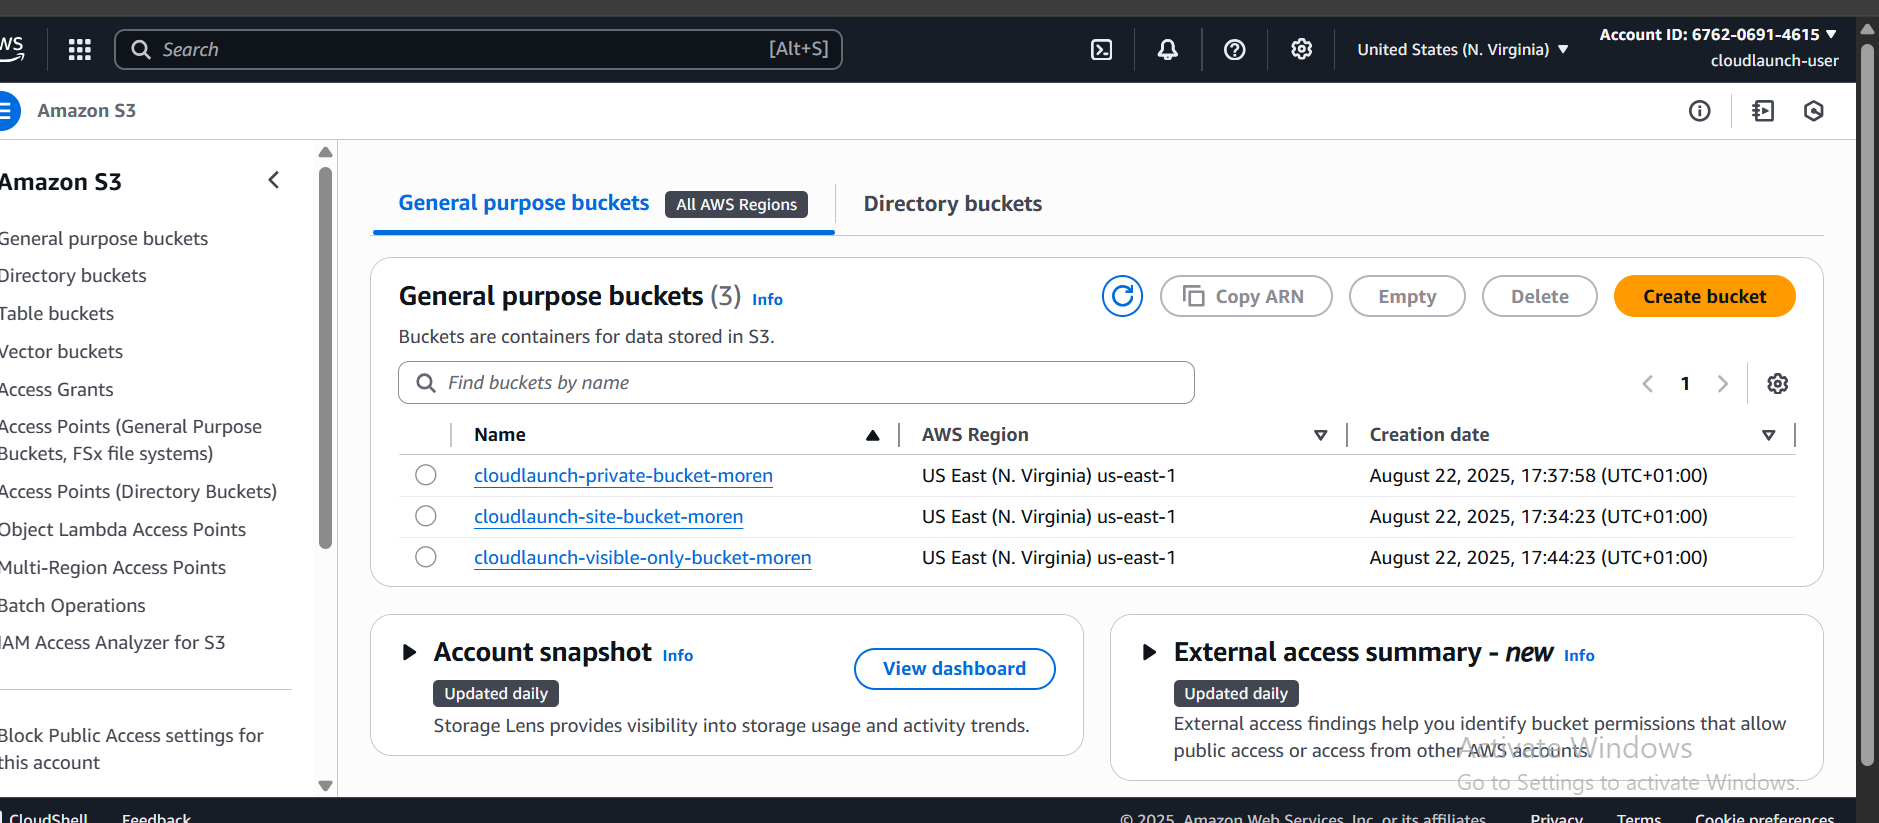 Search
[Alt+S]
United States (N. Virginia) ▼
Account ID: 6762-0691-4615 ▼
cloudlaunch-user
Amazon S3
Amazon S3
General purpose buckets
Directory buckets
Table buckets
Vector buckets
Access Grants
Access Points (General Purpose
Buckets, FSx file systems)
Access Points (Directory Buckets)
Object Lambda Access Points
Multi-Region Access Points
Batch Operations
IAM Access Analyzer for S3
Block Public Access settings for
this account
General purpose buckets All AWS Regions
Directory buckets
General purpose buckets (3) Info
Copy ARN
Empty
Delete
Create bucket
Buckets are containers for data stored in S3.
Find buckets by name
1
Name AWS Region Creation date
cloudlaunch-private-bucket-moren US East (N. Virginia) us-east-1 August 22, 2025, 17:37:58 (UTC+01:00)
cloudlaunch-site-bucket-moren US East (N. Virginia) us-east-1 August 22, 2025, 17:34:23 (UTC+01:00)
cloudlaunch-visible-only-bucket-moren US East (N. Virginia) us-east-1 August 22, 2025, 17:44:23 (UTC+01:00)
Account snapshot Info
Updated daily
View dashboard
Storage Lens provides visibility into storage usage and activity trends.
External access summary - new Info
Updated daily
External access findings help you identify bucket permissions that allow
public access or access from other AWS accounts.
Activate Windows
Go to Settings to activate Windows.
CloudShell Feedback
© 2025, Amazon Web Services, Inc. or its affiliates. Privacy Terms Cookie preferences